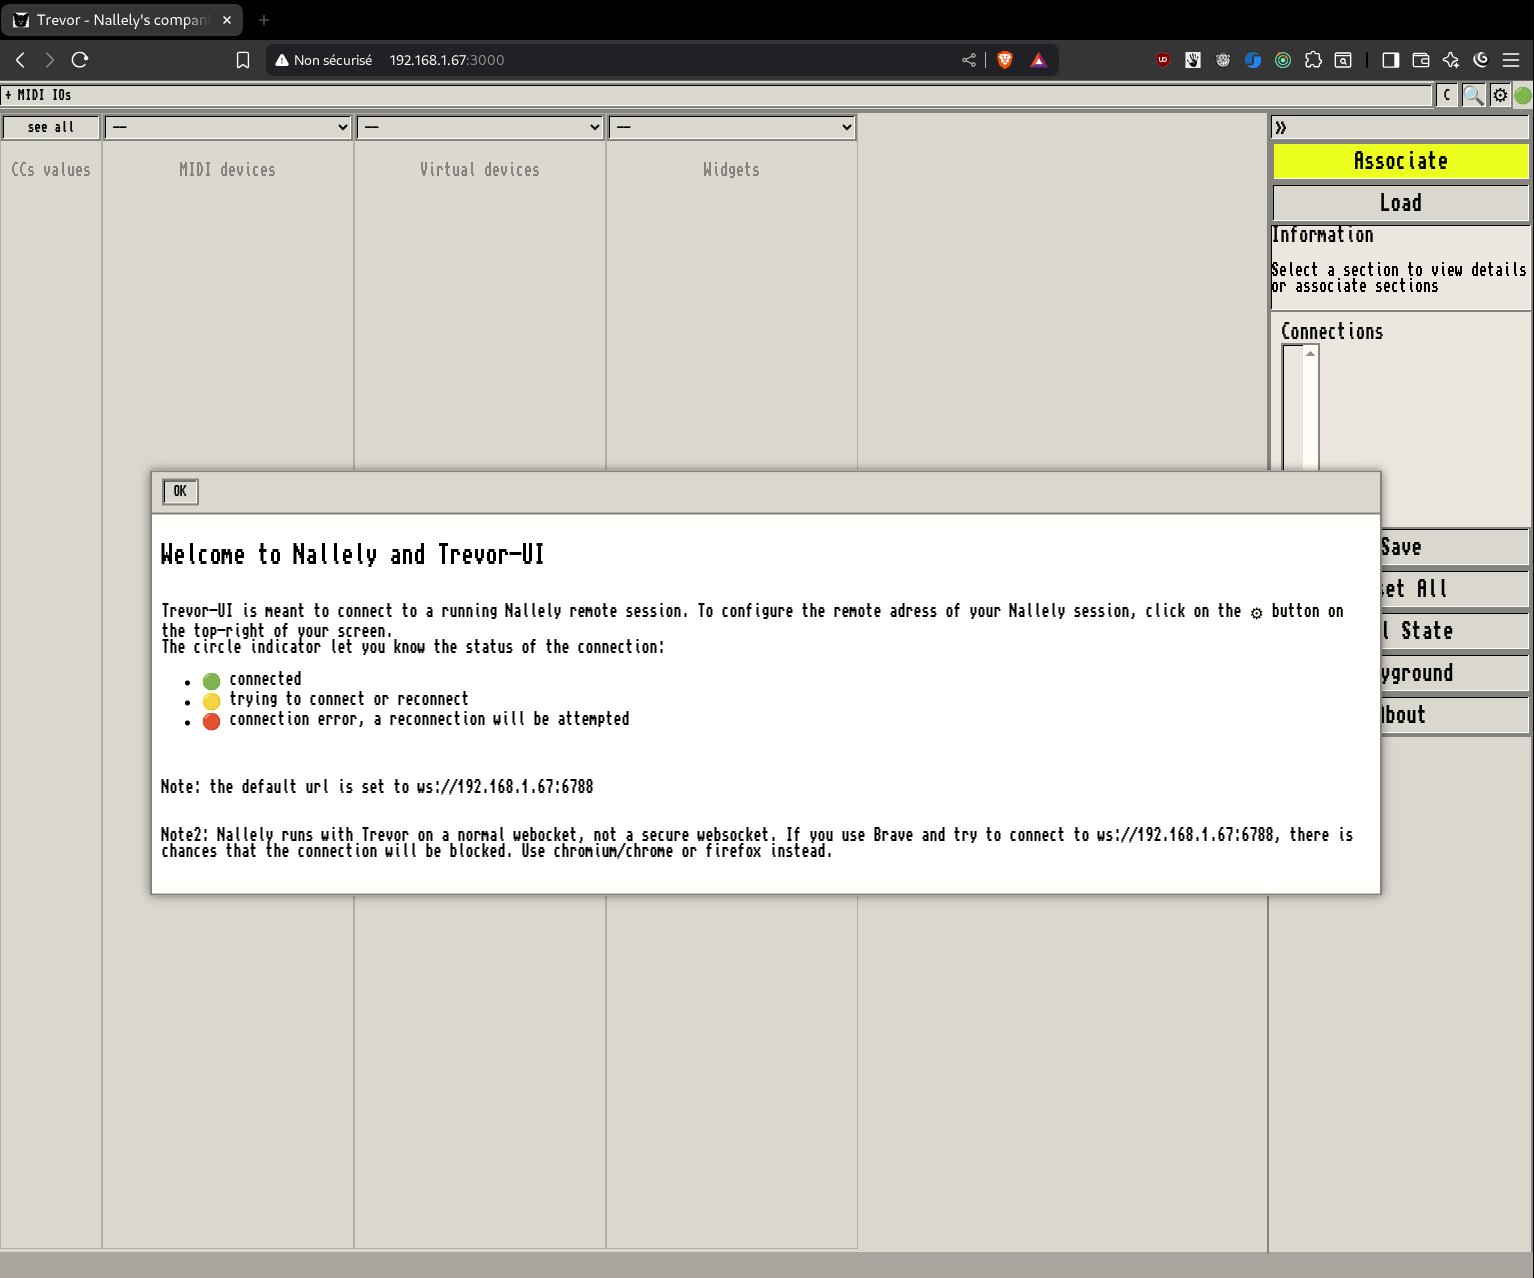 Trevor - Nallely's compan
Non sécurisé 192.168.1.67:3000
+ MIDI IOs
C
see all
--
--
--
CCs values
MIDI devices
Virtual devices
Widgets
»
Associate
Load
Information
Select a section to view details
or associate sections
Connections
OK
Welcome to Nallely and Trevor-UI
Trevor-UI is meant to connect to a running Nallely remote session. To configure the remote adress of your Nallely session, click on the ⚙ button on
the top-right of your screen.
The circle indicator let you know the status of the connection:
• 🟢 connected
• 🟡 trying to connect or reconnect
• 🔴 connection error, a reconnection will be attempted
Note: the default url is set to ws://192.168.1.67:6788
Note2: Nallely runs with Trevor on a normal webocket, not a secure websocket. If you use Brave and try to connect to ws://192.168.1.67:6788, there is
chances that the connection will be blocked. Use chromium/chrome or firefox instead.
Save
set All
l State
yground
About